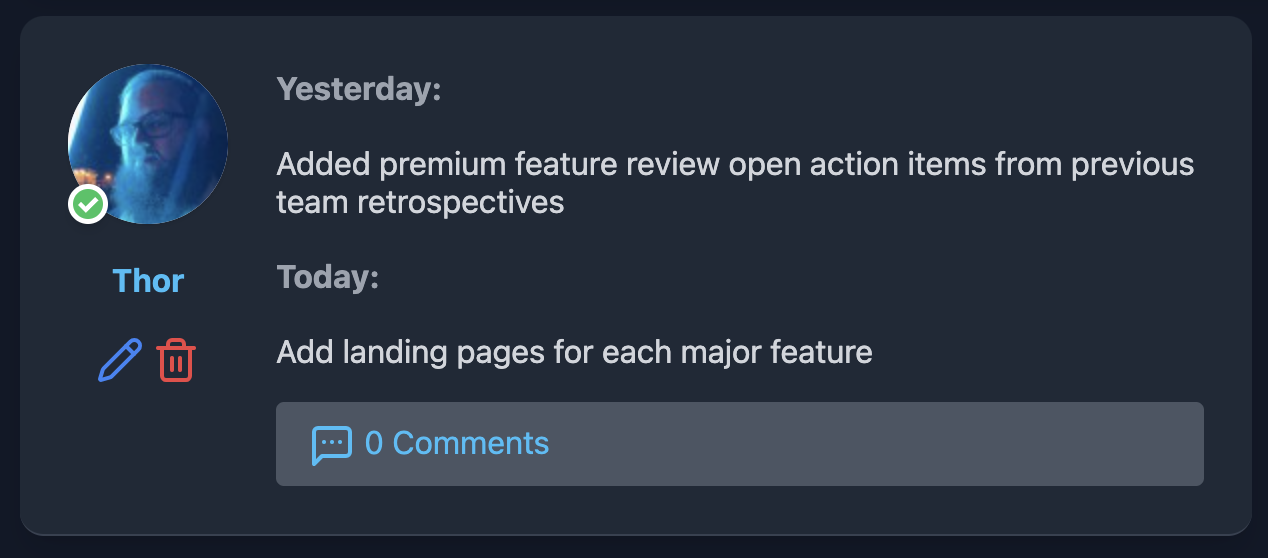 Yesterday:
Added premium feature review open action items from previous
team retrospectives
Thor
Today:
Add landing pages for each major feature
0 Comments